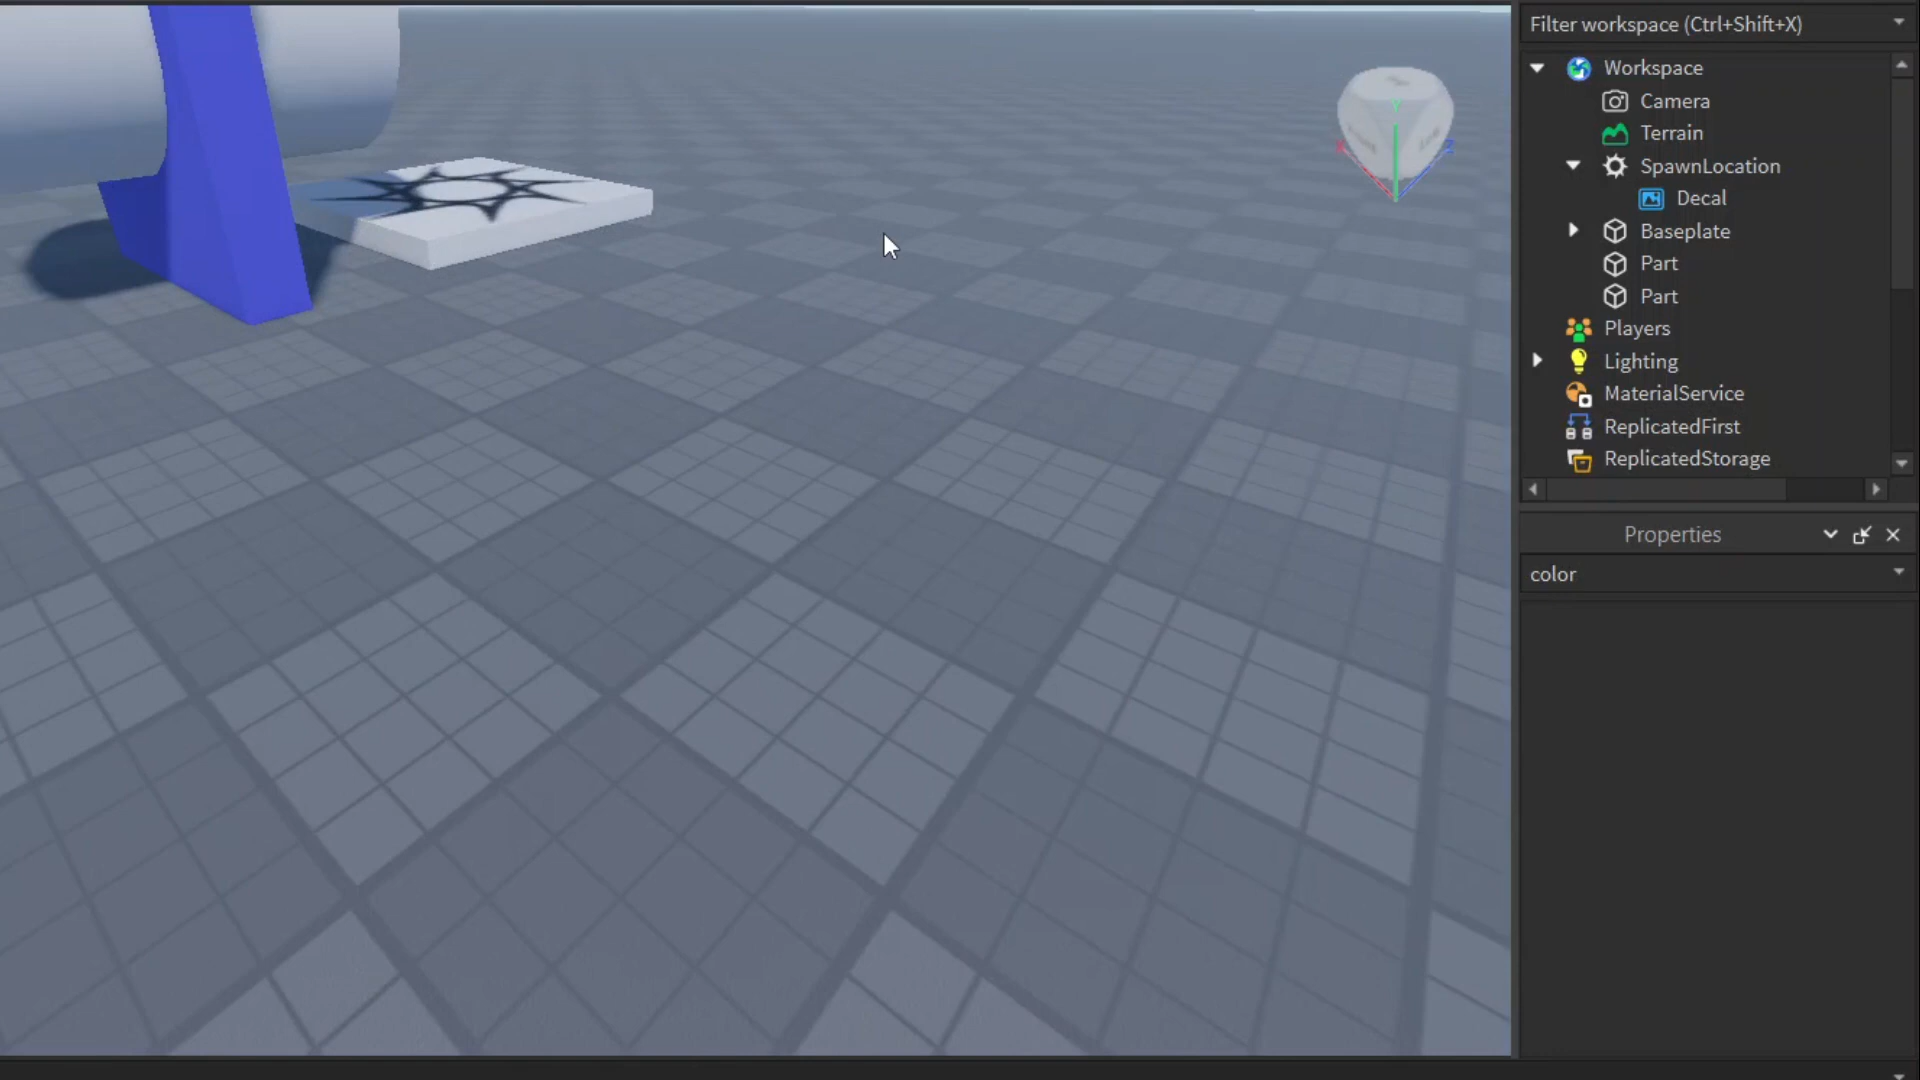 Filter workspace (Ctrl+Shift+X)
Workspace
Camera
Terrain
SpawnLocation
Decal
Baseplate
Part
Part
Players
Lighting
MaterialService
ReplicatedFirst
ReplicatedStorage
Properties
color
Y
X
Z